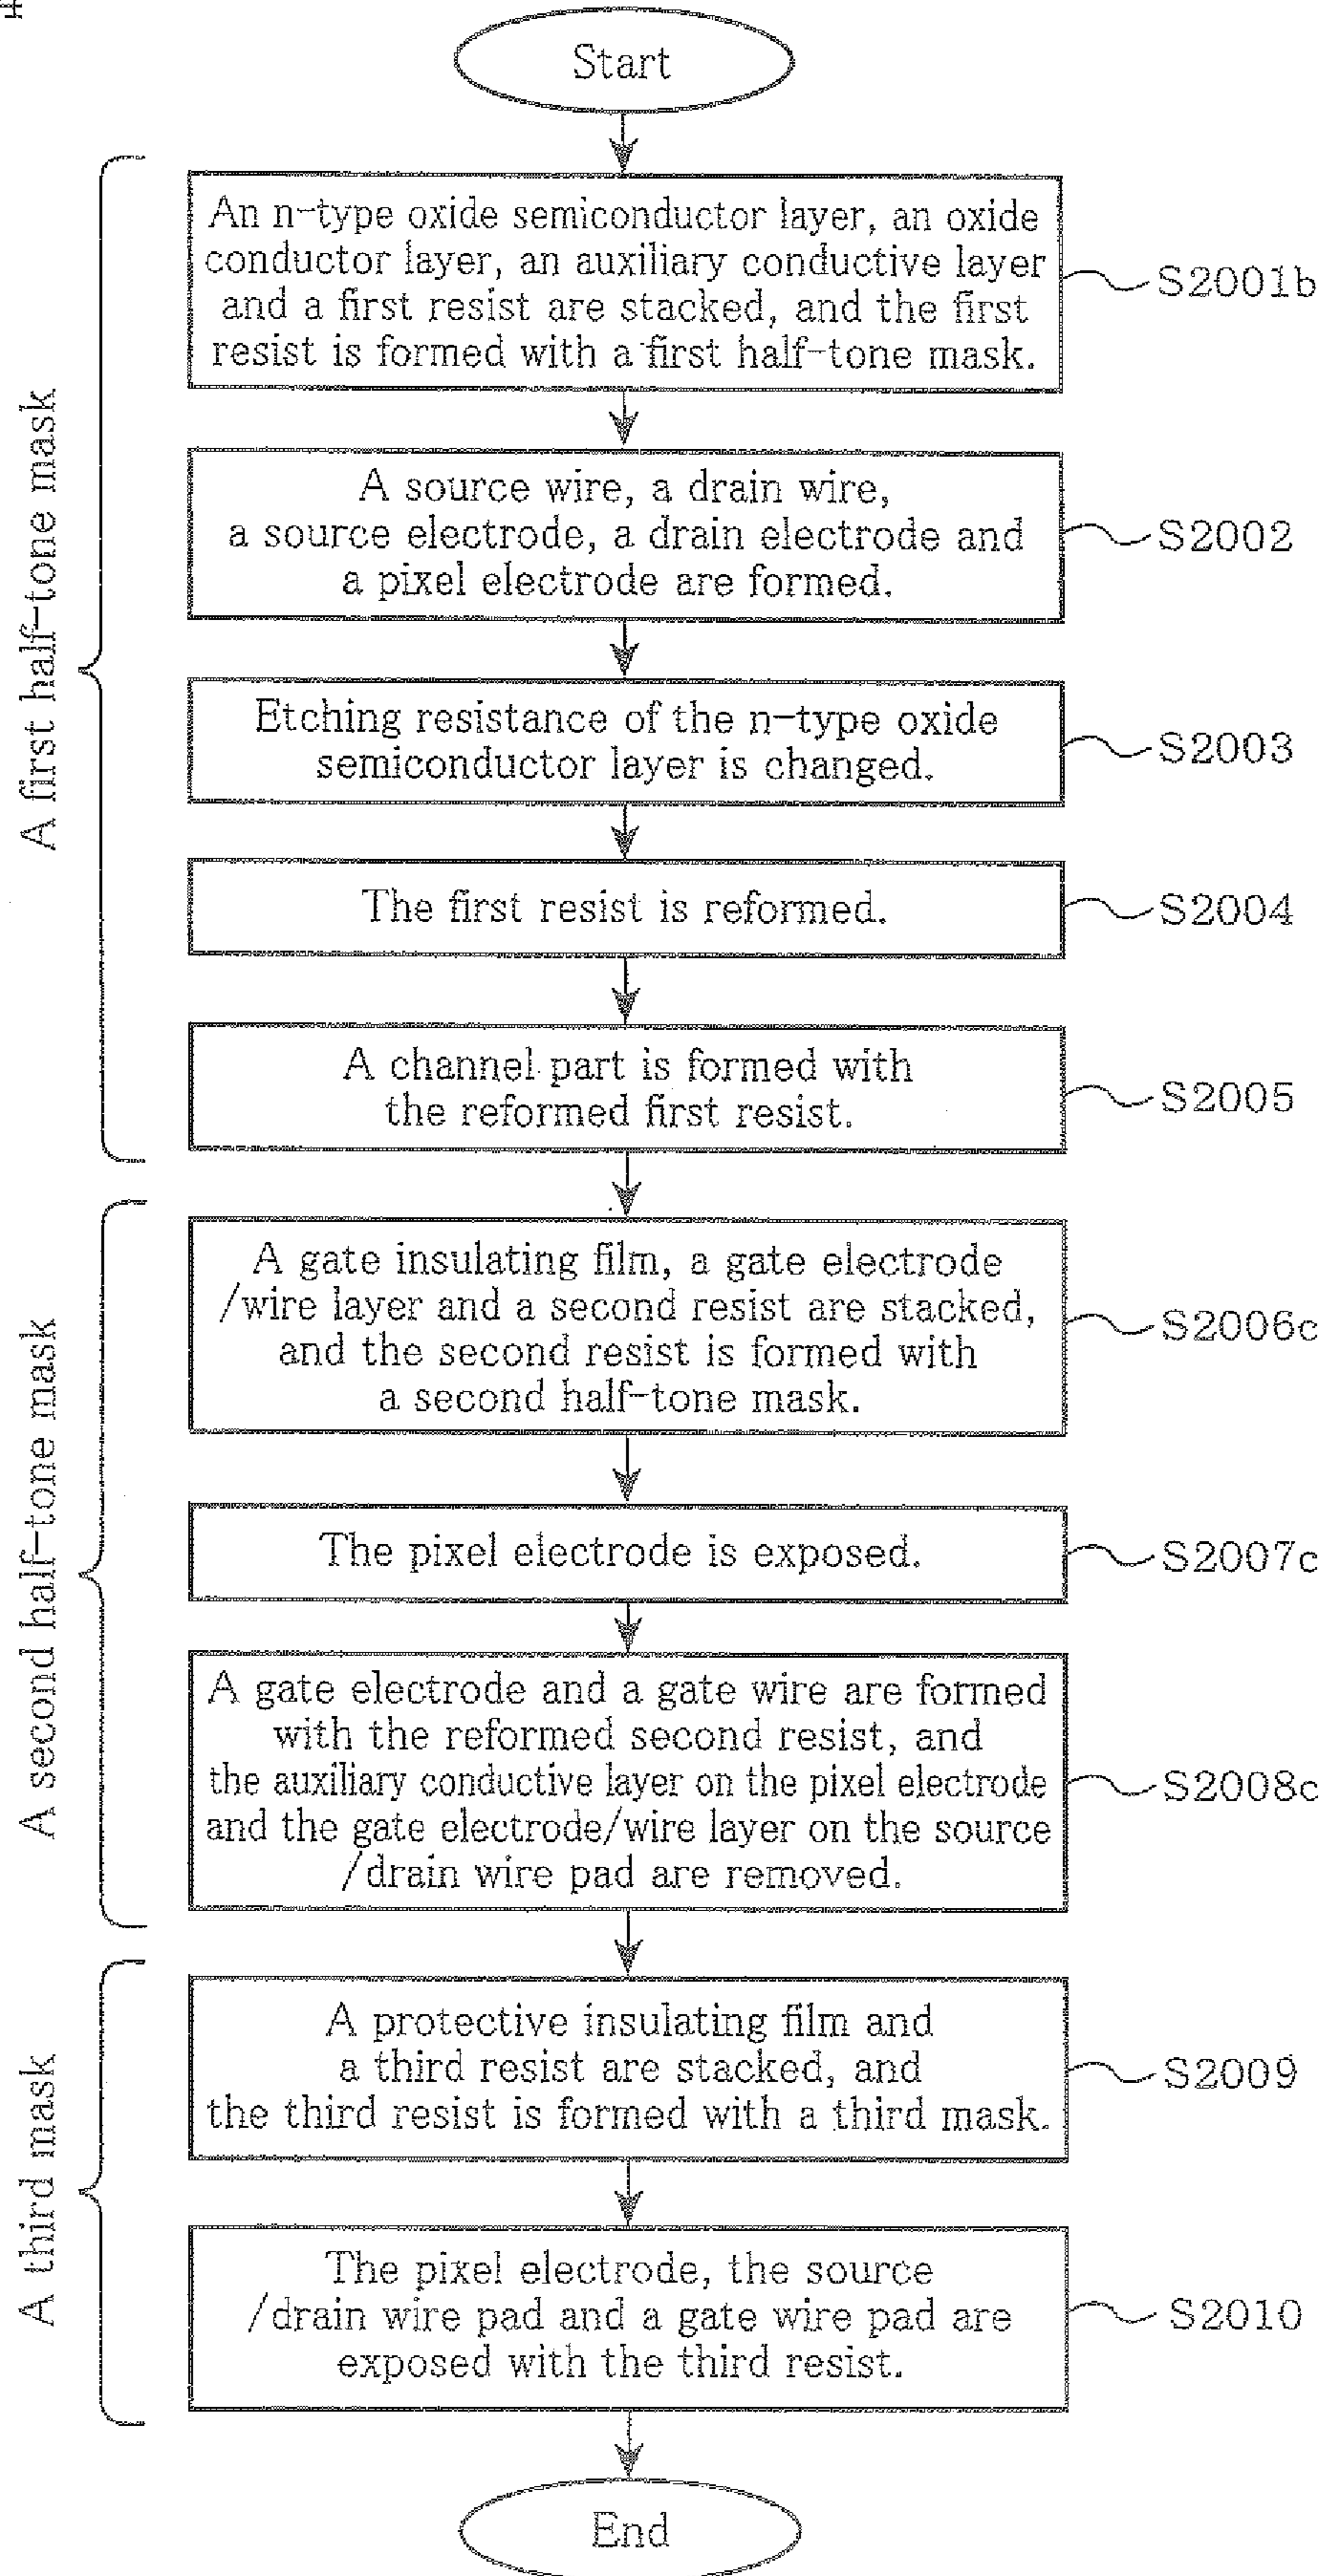 Start
A first half-tone mask
An n-type oxide semiconductor layer, an oxide
conductor layer, an auxiliary conductive layer
and a first resist are stacked, and the first
resist is formed with a first half-tone mask.
S2001b
A source wire, a drain wire,
a source electrode, a drain electrode and
a pixel electrode are formed.
S2002
Etching resistance of the n-type oxide
semiconductor layer is changed.
S2003
The first resist is reformed.
S2004
A channel part is formed with
the reformed first resist.
S2005
A second half-tone mask
A gate insulating film, a gate electrode
/wire layer and a second resist are stacked,
and the second resist is formed with
a second half-tone mask.
S2006c
The pixel electrode is exposed.
S2007c
A gate electrode and a gate wire are formed
with the reformed second resist, and
the auxiliary conductive layer on the pixel electrode
and the gate electrode/wire layer on the source
/drain wire pad are removed.
S2008c
A third mask
A protective insulating film and
a third resist are stacked, and
the third resist is formed with a third mask.
S2009
The pixel electrode, the source
/drain wire pad and a gate wire pad are
exposed with the third resist.
S2010
End